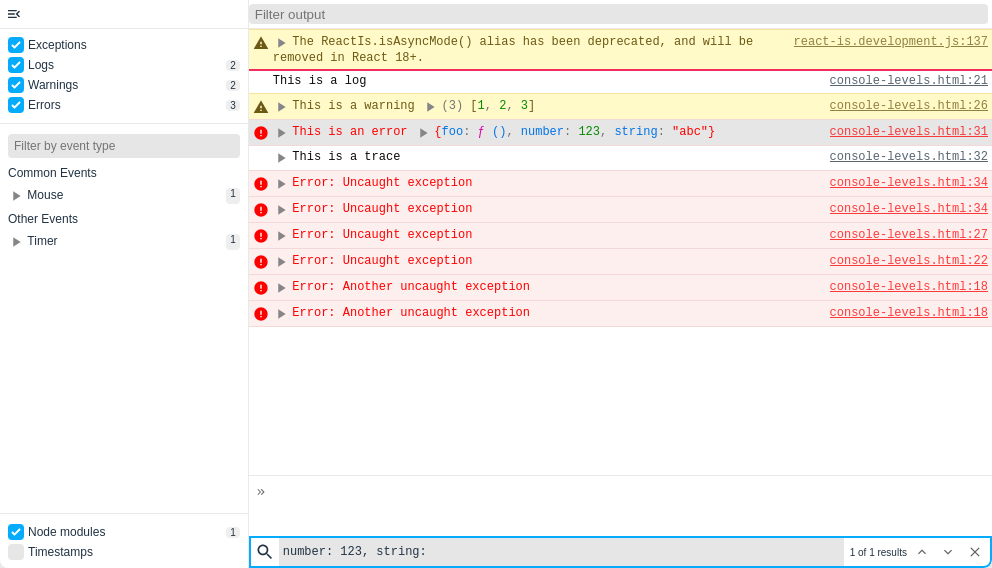 Exceptions
Logs 2
Warnings 2
Errors 3
Filter by event type
Common Events
Mouse 1
Other Events
Timer 1
Node modules 1
Timestamps
Filter output
The ReactIs.isAsyncMode() alias has been deprecated, and will be react-is.development.js:137
removed in React 18+.
This is a log console-levels.html:21
This is a warning (3) [1, 2, 3] console-levels.html:26
This is an error {foo: ƒ (), number: 123, string: "abc"} console-levels.html:31
This is a trace console-levels.html:32
Error: Uncaught exception console-levels.html:34
Error: Uncaught exception console-levels.html:34
Error: Uncaught exception console-levels.html:27
Error: Uncaught exception console-levels.html:22
Error: Another uncaught exception console-levels.html:18
Error: Another uncaught exception console-levels.html:18
»
number: 123, string: 1 of 1 results